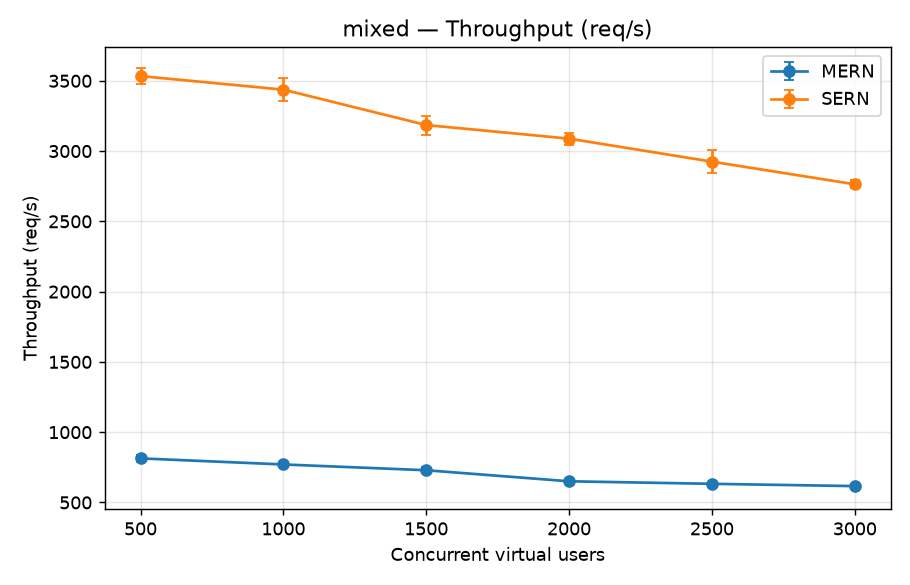 mixed — Throughput (req/s)
MERN
SERN
Throughput (req/s)
3500
3000
2500
2000
1500
1000
500
500 1000 1500 2000 2500 3000
Concurrent virtual users